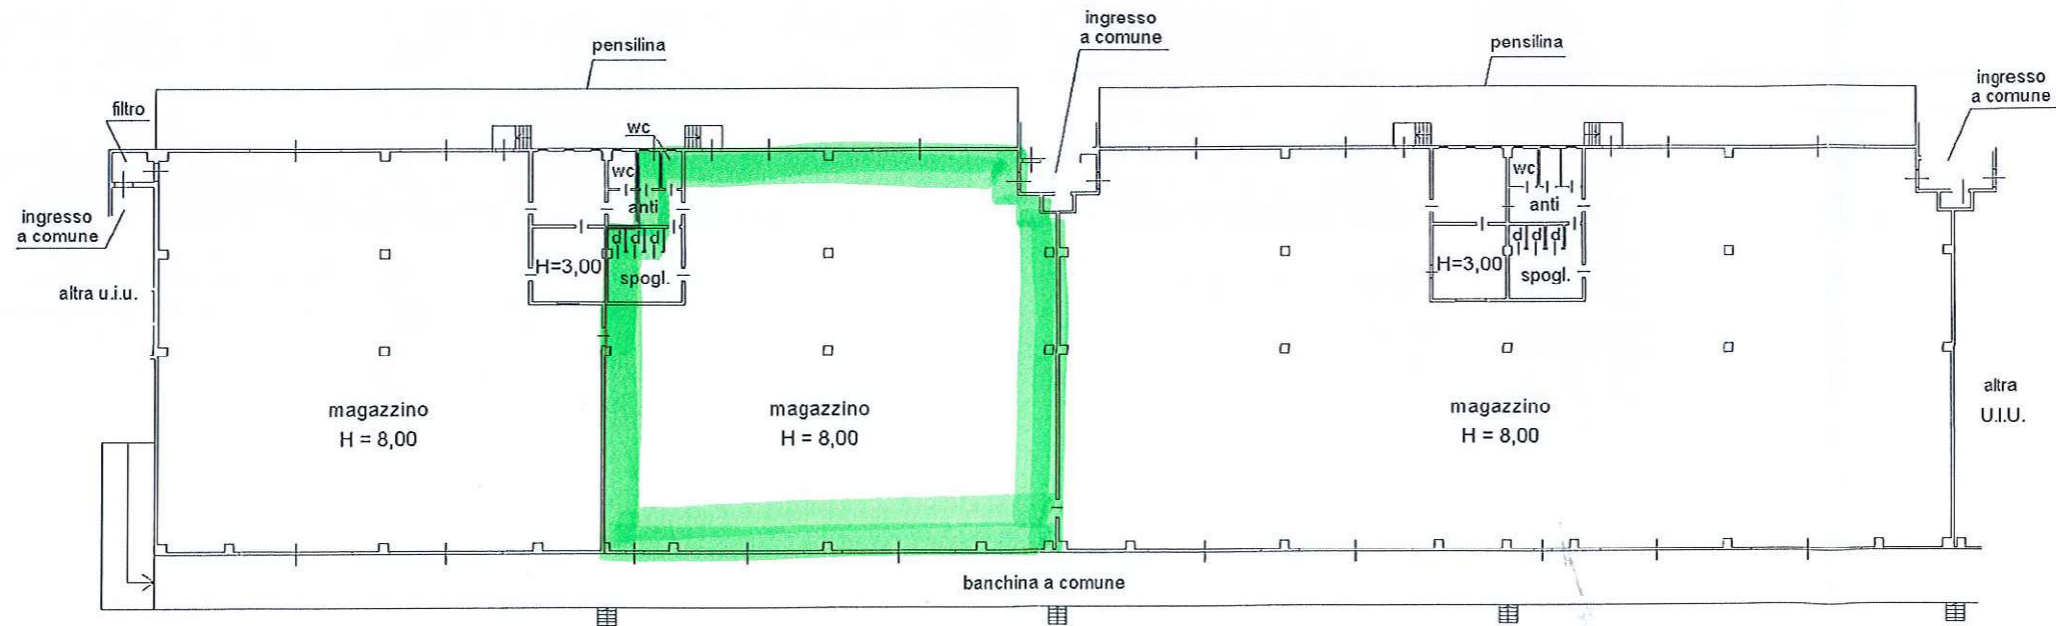 ingresso
a comune
pensilina
pensilina
ingresso
a comune
filtro
wc
wc
wc
anti
anti
ingresso
a comune
d d d
d d d
H=3,00
H=3,00
spogl.
spogl.
altra u.i.u.
magazzino
H = 8,00
magazzino
H = 8,00
magazzino
H = 8,00
altra
U.I.U.
banchina a comune